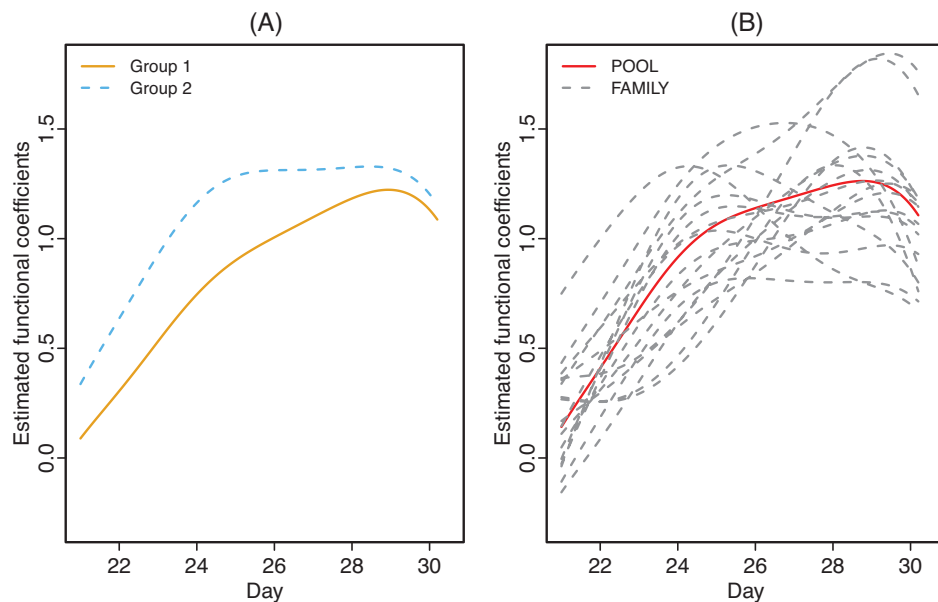 (A)
Group 1
Group 2
Estimated functional coefficients
0.0 0.5 1.0 1.5
22 24 26 28 30
Day
(B)
POOL
FAMILY
Estimated functional coefficients
0.0 0.5 1.0 1.5
22 24 26 28 30
Day